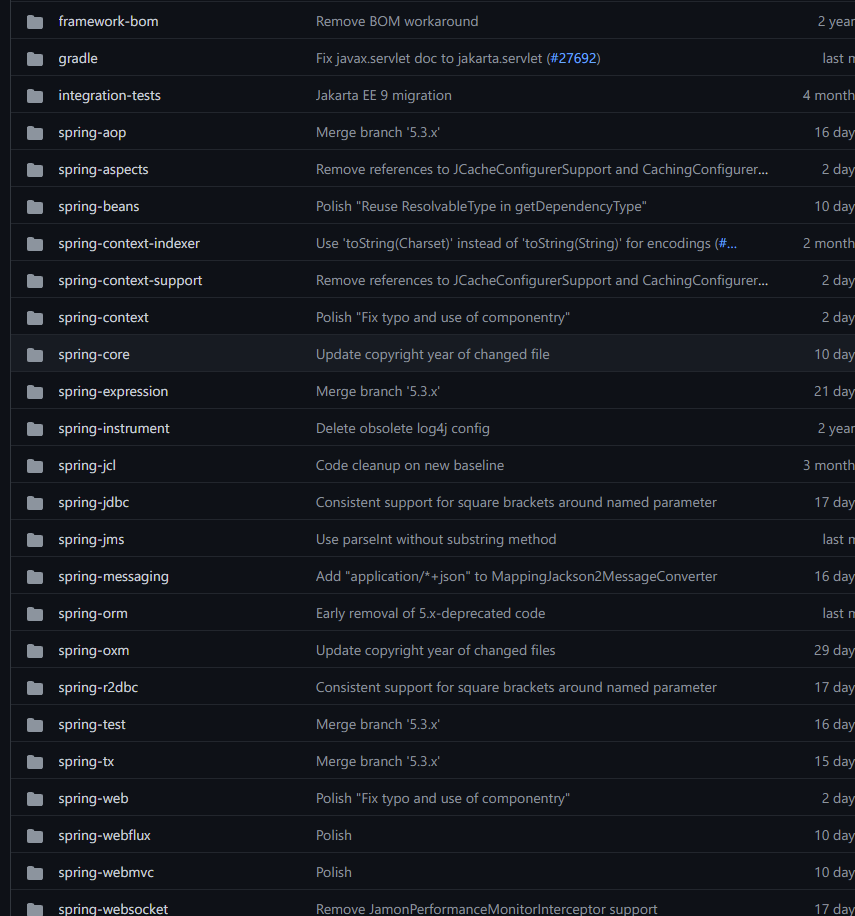 framework-bom Remove BOM workaround 2 year
gradle Fix javax.servlet doc to jakarta.servlet (#27692) last m
integration-tests Jakarta EE 9 migration 4 month
spring-aop Merge branch '5.3.x' 16 day
spring-aspects Remove references to JCacheConfigurerSupport and CachingConfigurer... 2 day
spring-beans Polish "Reuse ResolvableType in getDependencyType" 10 day
spring-context-indexer Use 'toString(Charset)' instead of 'toString(String)' for encodings (#... 2 month
spring-context-support Remove references to JCacheConfigurerSupport and CachingConfigurer... 2 day
spring-context Polish "Fix typo and use of componentry" 2 day
spring-core Update copyright year of changed file 10 day
spring-expression Merge branch '5.3.x' 21 day
spring-instrument Delete obsolete log4j config 2 year
spring-jcl Code cleanup on new baseline 3 month
spring-jdbc Consistent support for square brackets around named parameter 17 day
spring-jms Use parseInt without substring method last m
spring-messaging Add "application/*+json" to MappingJackson2MessageConverter 16 day
spring-orm Early removal of 5.x-deprecated code last m
spring-oxm Update copyright year of changed files 29 day
spring-r2dbc Consistent support for square brackets around named parameter 17 day
spring-test Merge branch '5.3.x' 16 day
spring-tx Merge branch '5.3.x' 15 day
spring-web Polish "Fix typo and use of componentry" 2 day
spring-webflux Polish 10 day
spring-webmvc Polish 10 day
spring-websocket Remove JamonPerformanceMonitorInterceptor support 17 day